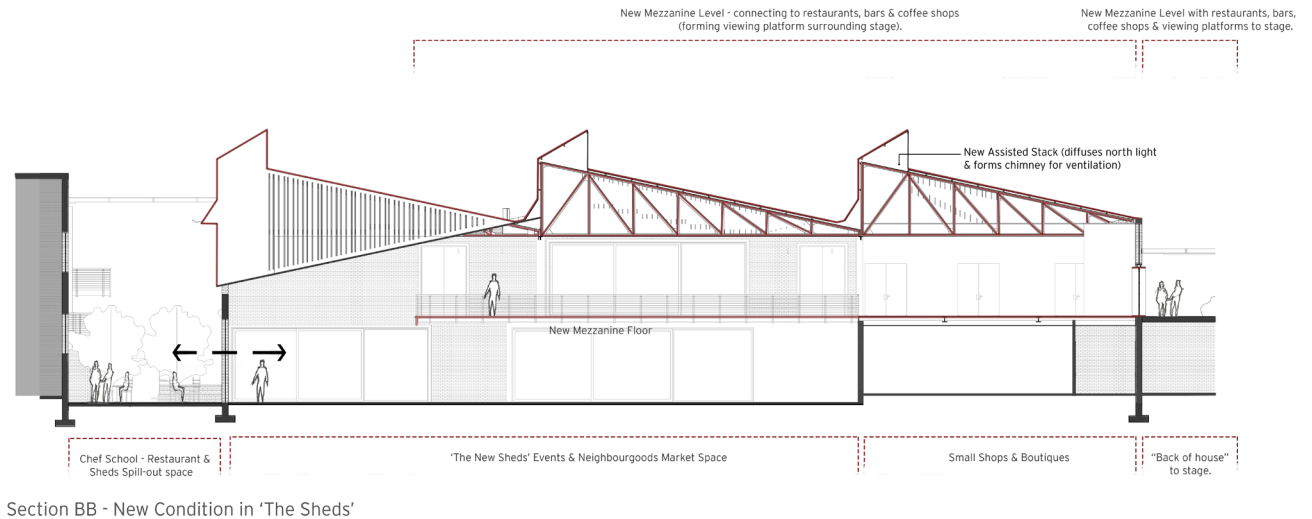 New Mezzanine Level - connecting to restaurants, bars & coffee shops
(forming viewing platform surrounding stage).
New Mezzanine Level with restaurants, bars,
coffee shops & viewing platforms to stage.
New Assisted Stack (diffuses north light
& forms chimney for ventilation)
New Mezzanine Floor
Chef School - Restaurant &
Sheds Spill-out space
‘The New Sheds’ Events & Neighbourgoods Market Space
Small Shops & Boutiques
“Back of house”
to stage.
Section BB - New Condition in ‘The Sheds’